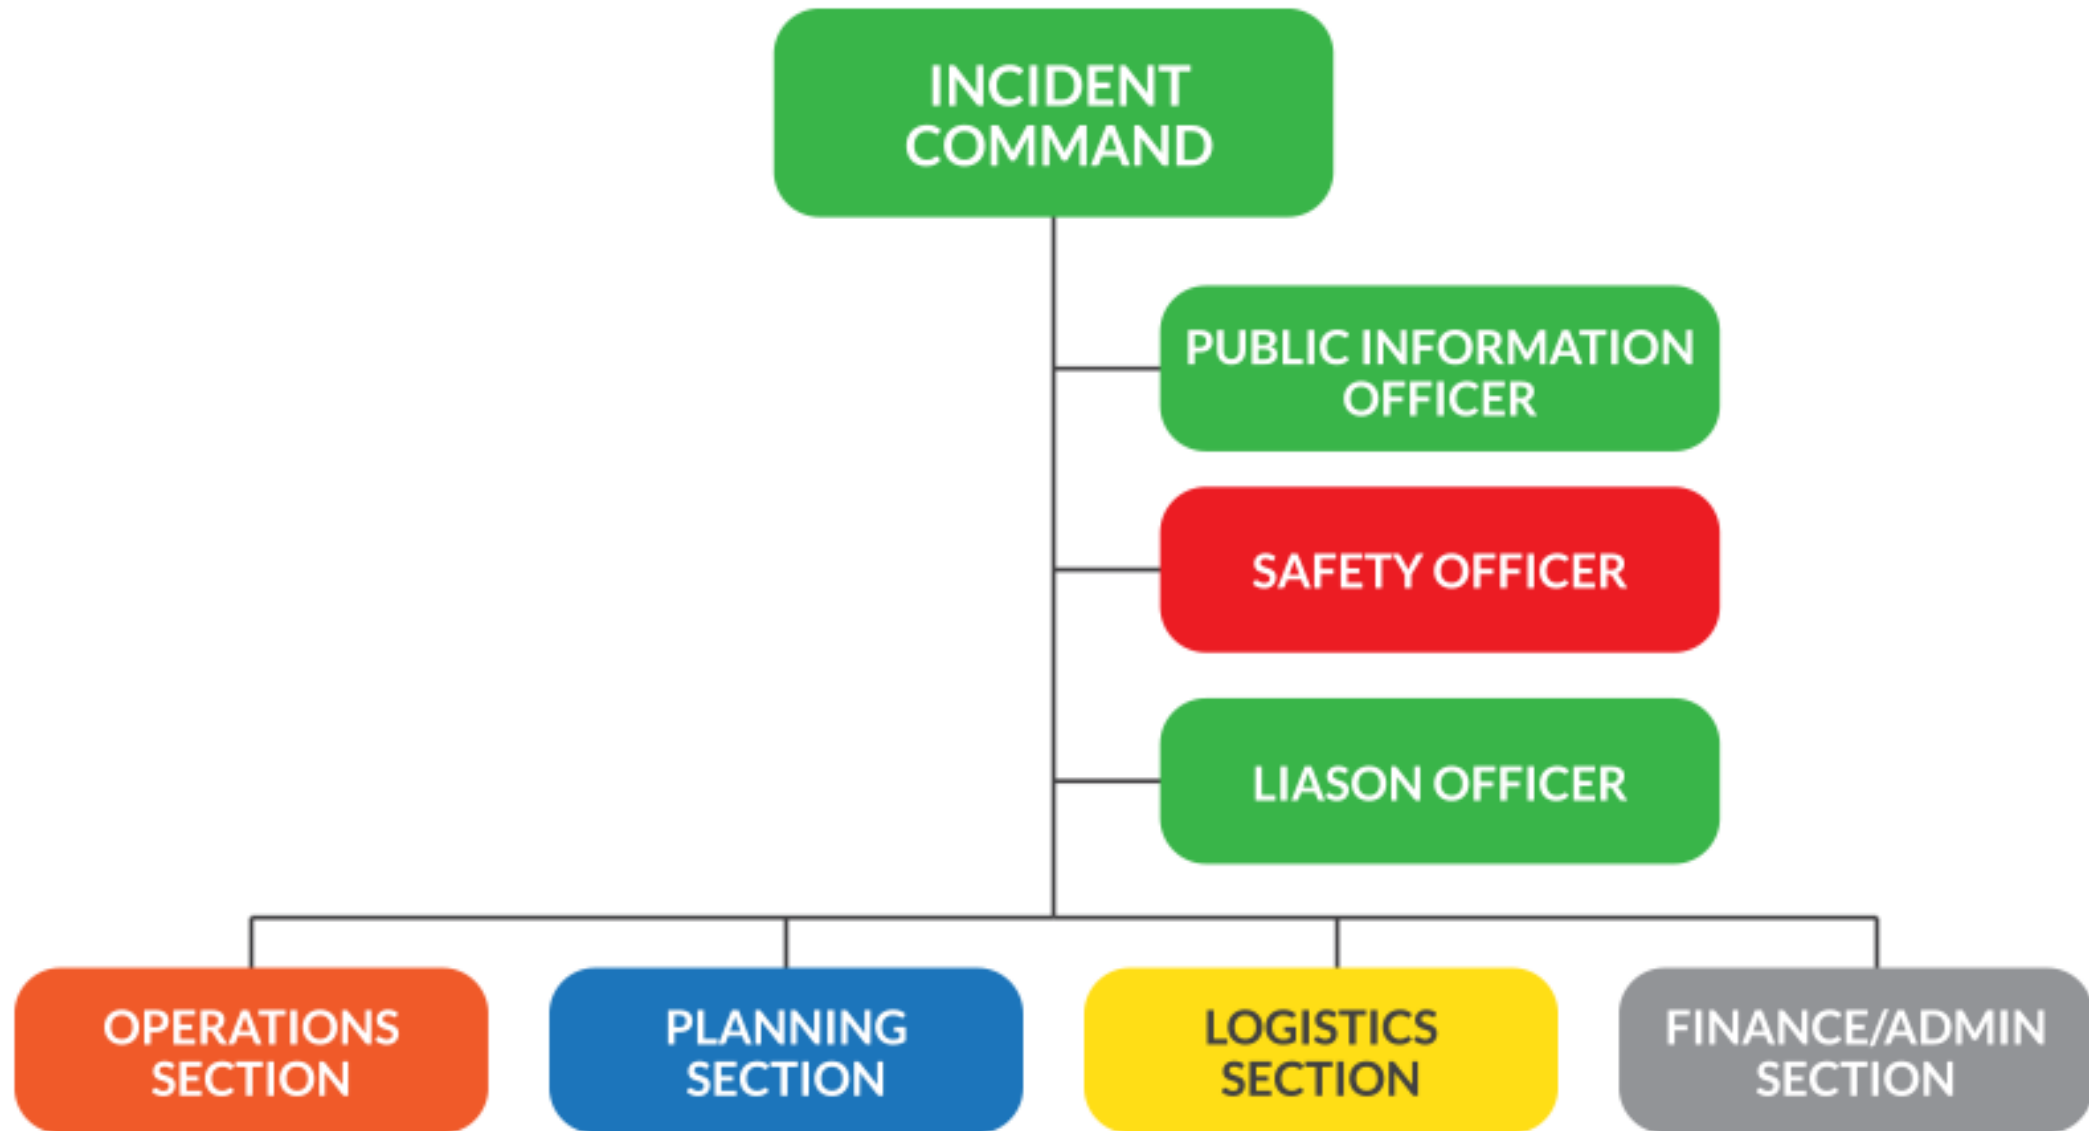 INCIDENT
COMMAND
PUBLIC INFORMATION
OFFICER
SAFETY OFFICER
LIASON OFFICER
OPERATIONS
SECTION
PLANNING
SECTION
LOGISTICS
SECTION
FINANCE/ADMIN
SECTION